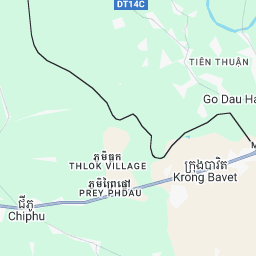 DT14C
TIÊN THUẬN
Go Dau Ha
ភូមិធ្លក
THLOK VILLAGE
ក្រុងបាវិត
Krong Bavet
ភូមិព្រៃផ្ដៅ
PREY PHDAU
ជីភូ
Chiphu